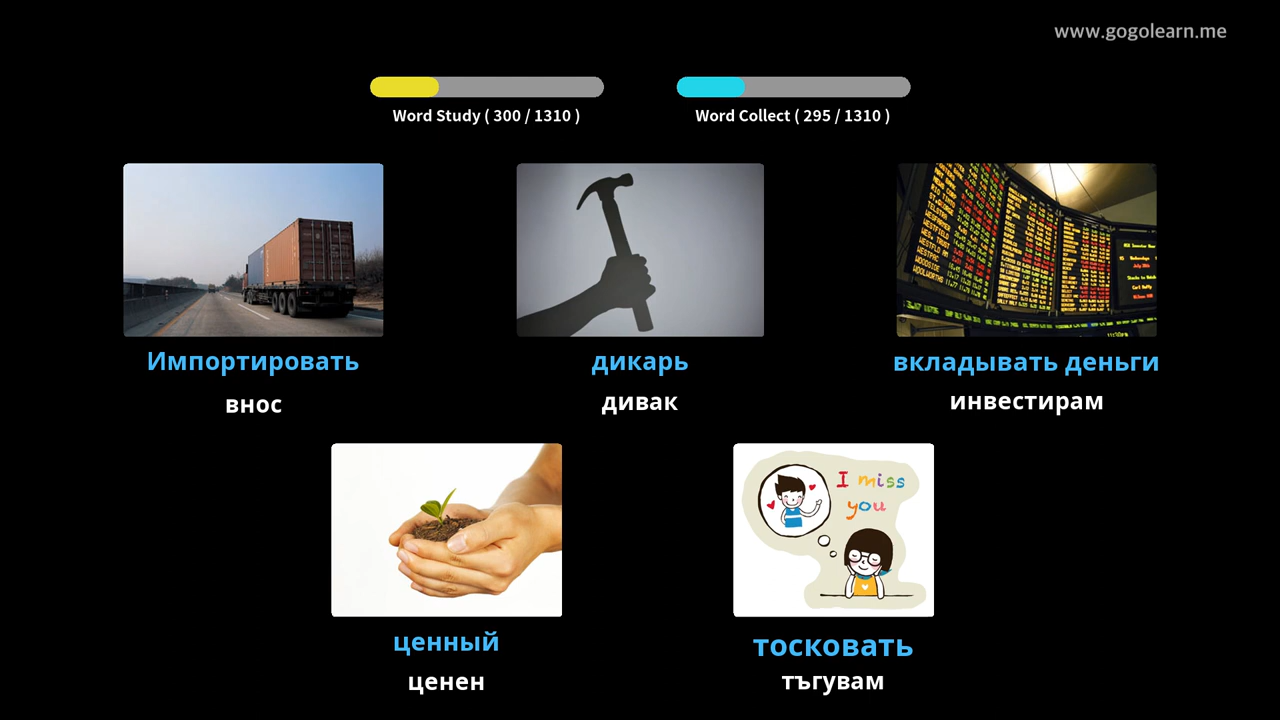 www.gogolearn.me
Word Study ( 300 / 1310 )
Word Collect ( 295 / 1310 )
Импортировать
внос
дикарь
дивак
вкладывать деньги
инвестирам
I miss
you
ценный
ценен
тосковать
тъгувам